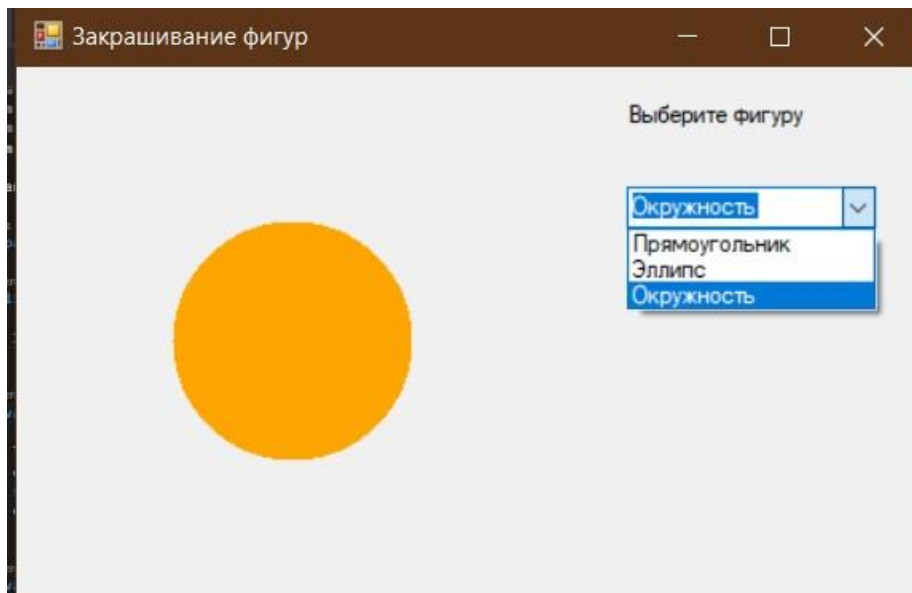 Закрашивание фигур
Выберите фигуру
Окружность
Прямоугольник
Эллипс
Окружность